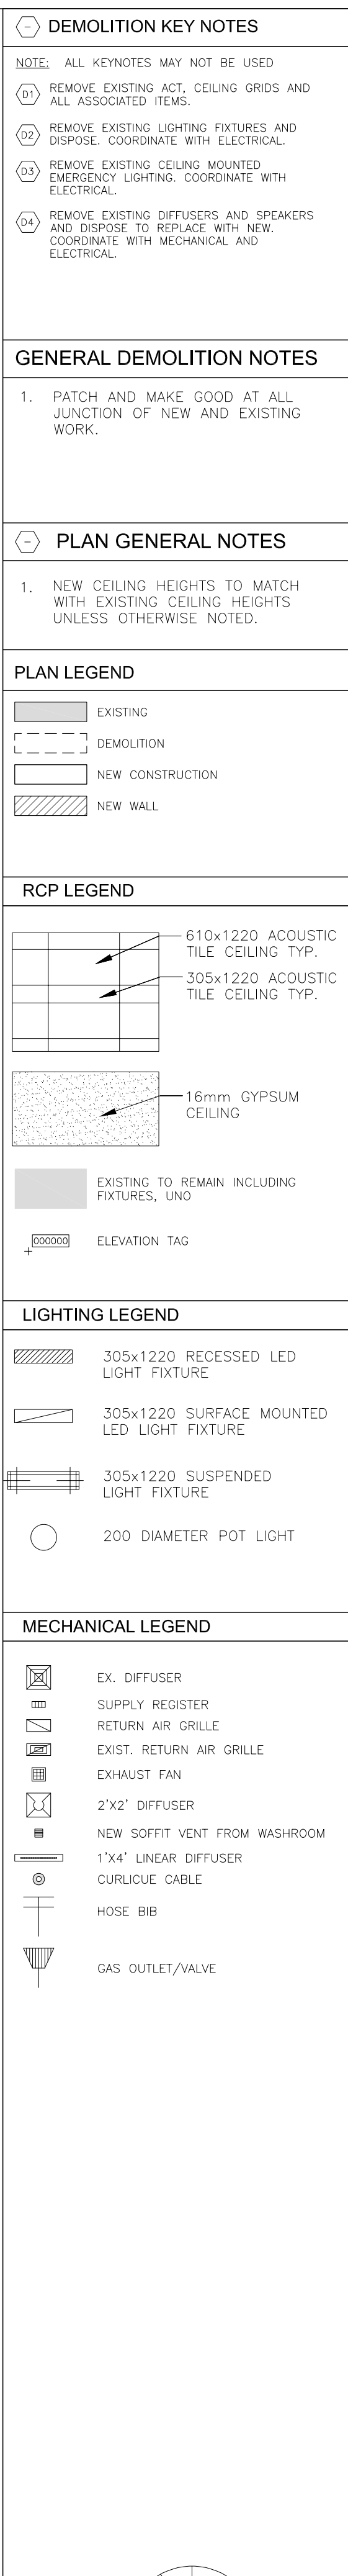 - DEMOLITION KEY NOTES
NOTE: ALL KEYNOTES MAY NOT BE USED
D1 REMOVE EXISTING ACT, CEILING GRIDS AND
ALL ASSOCIATED ITEMS.
D2 REMOVE EXISTING LIGHTING FIXTURES AND
DISPOSE. COORDINATE WITH ELECTRICAL.
D3 REMOVE EXISTING CEILING MOUNTED
EMERGENCY LIGHTING. COORDINATE WITH
ELECTRICAL.
D4 REMOVE EXISTING DIFFUSERS AND SPEAKERS
AND DISPOSE TO REPLACE WITH NEW.
COORDINATE WITH MECHANICAL AND
ELECTRICAL.
GENERAL DEMOLITION NOTES
1. PATCH AND MAKE GOOD AT ALL
JUNCTION OF NEW AND EXISTING
WORK.
- PLAN GENERAL NOTES
1. NEW CEILING HEIGHTS TO MATCH
WITH EXISTING CEILING HEIGHTS
UNLESS OTHERWISE NOTED.
PLAN LEGEND
EXISTING
DEMOLITION
NEW CONSTRUCTION
NEW WALL
RCP LEGEND
610x1220 ACOUSTIC
TILE CEILING TYP.
305x1220 ACOUSTIC
TILE CEILING TYP.
16mm GYPSUM
CEILING
EXISTING TO REMAIN INCLUDING
FIXTURES, UNO
000000 ELEVATION TAG
LIGHTING LEGEND
305x1220 RECESSED LED
LIGHT FIXTURE
305x1220 SURFACE MOUNTED
LED LIGHT FIXTURE
305x1220 SUSPENDED
LIGHT FIXTURE
200 DIAMETER POT LIGHT
MECHANICAL LEGEND
EX. DIFFUSER
SUPPLY REGISTER
RETURN AIR GRILLE
EXIST. RETURN AIR GRILLE
EXHAUST FAN
2'X2' DIFFUSER
NEW SOFFIT VENT FROM WASHROOM
1'X4' LINEAR DIFFUSER
CURLICUE CABLE
HOSE BIB
GAS OUTLET/VALVE